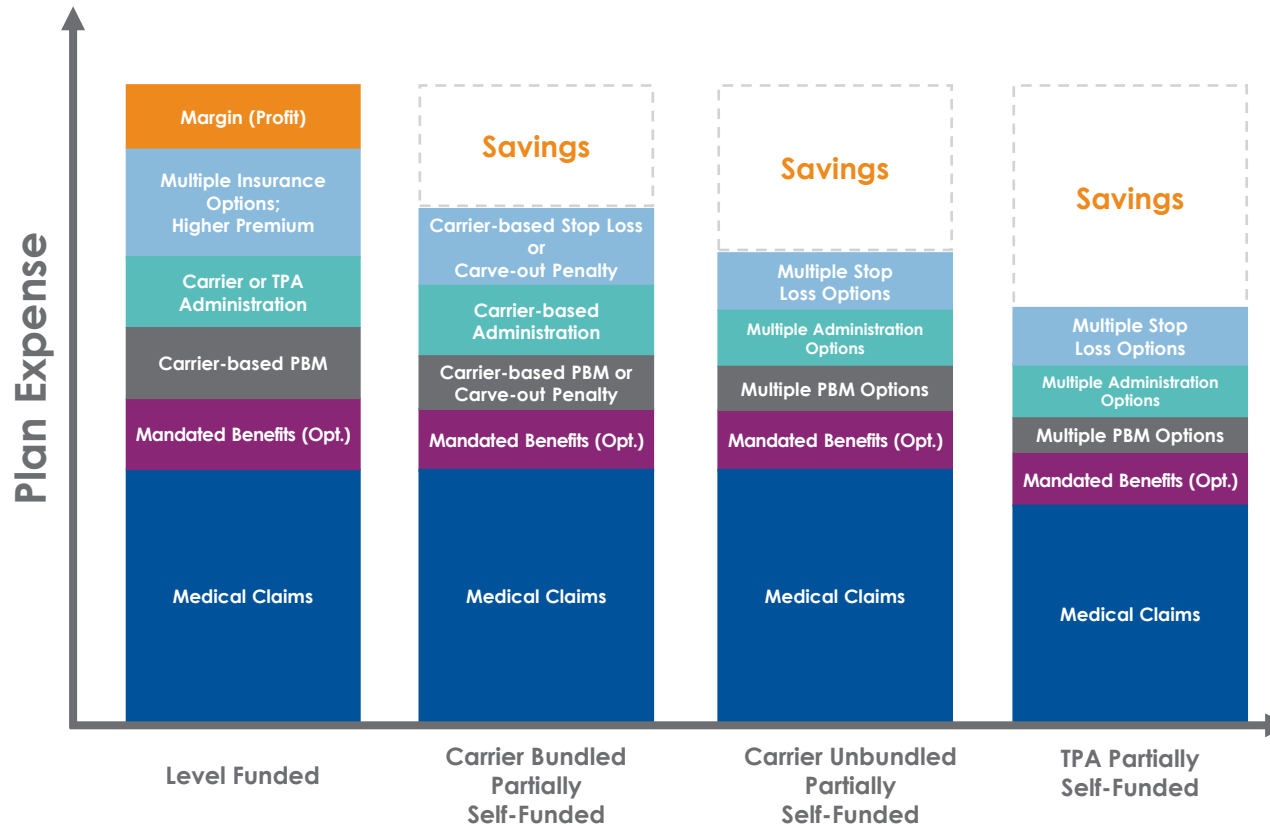 Plan Expense
Margin (Profit)
Multiple Insurance
Options;
Higher Premium
Carrier or TPA
Administration
Carrier-based PBM
Mandated Benefits (Opt.)
Medical Claims
Level Funded
Savings
Carrier-based Stop Loss
or
Carve-out Penalty
Carrier-based
Administration
Carrier-based PBM or
Carve-out Penalty
Mandated Benefits (Opt.)
Medical Claims
Carrier Bundled
Partially
Self-Funded
Savings
Multiple Stop
Loss Options
Multiple Administration
Options
Multiple PBM Options
Mandated Benefits (Opt.)
Medical Claims
Carrier Unbundled
Partially
Self-Funded
Savings
Multiple Stop
Loss Options
Multiple Administration
Options
Multiple PBM Options
Mandated Benefits (Opt.)
Medical Claims
TPA Partially
Self-Funded